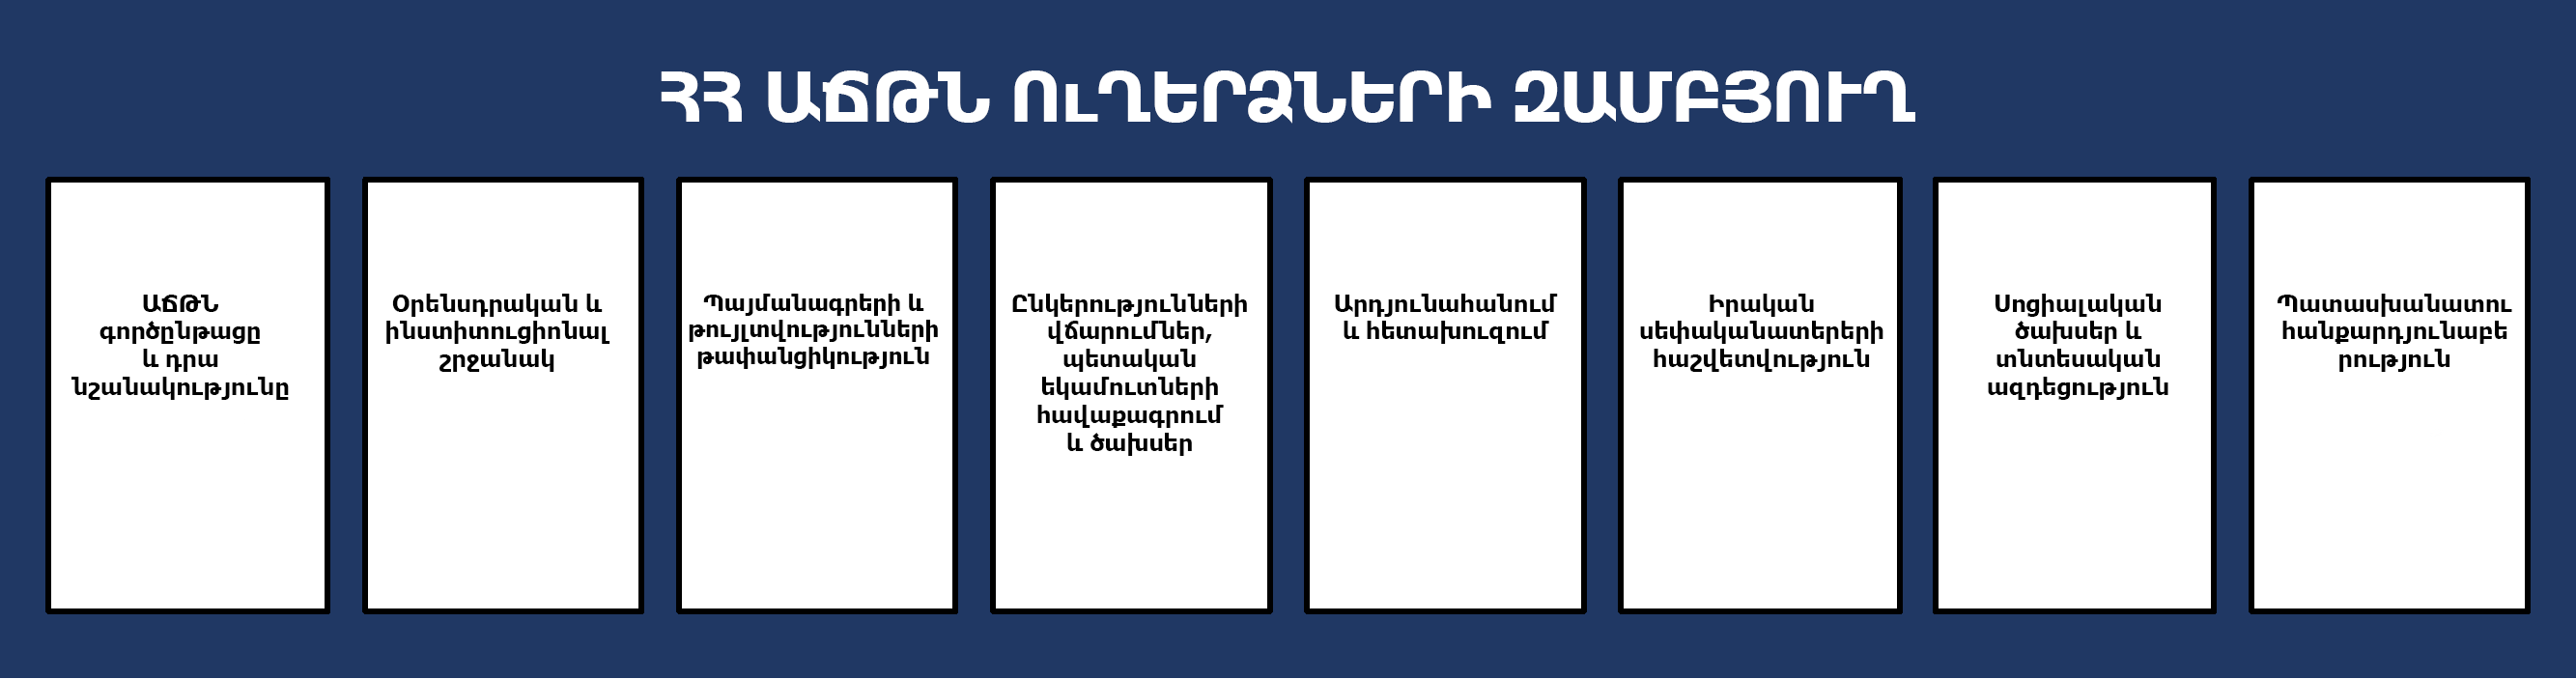 ՀՀ ԱՃԹՆ ՈւՂԵՐՁՆԵՐԻ ԶԱՄԲՅՈՒՂ
ԱՃԹՆ
գործընթացը
և դրա
նշանակությունը
Օրենսդրական և
ինստիտուցիոնալ
շրջանակ
Պայմանագրերի և
թույլտվությունների
թափանցիկություն
Ընկերությունների
վճարումներ,
պետական
եկամուտների
հավաքագրում
և ծախսեր
Արդյունահանում
և հետախուզում
Իրական
սեփականատերերի
հաշվետվություն
Սոցիալական
ծախսեր և
տնտեսական
ազդեցություն
Պատասխանատու
հանքարդյունաբե
րություն